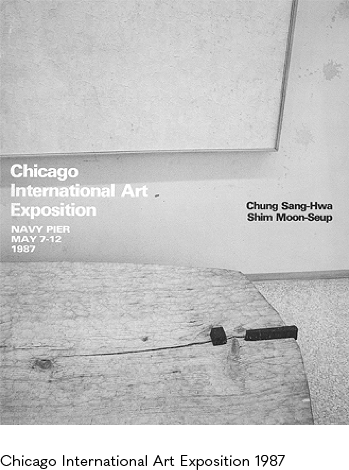 Chicago
International Art
Exposition
NAVY PIER
MAY 7-12
1987
Chung Sang-Hwa
Shim Moon-Seup
Chicago International Art Exposition 1987